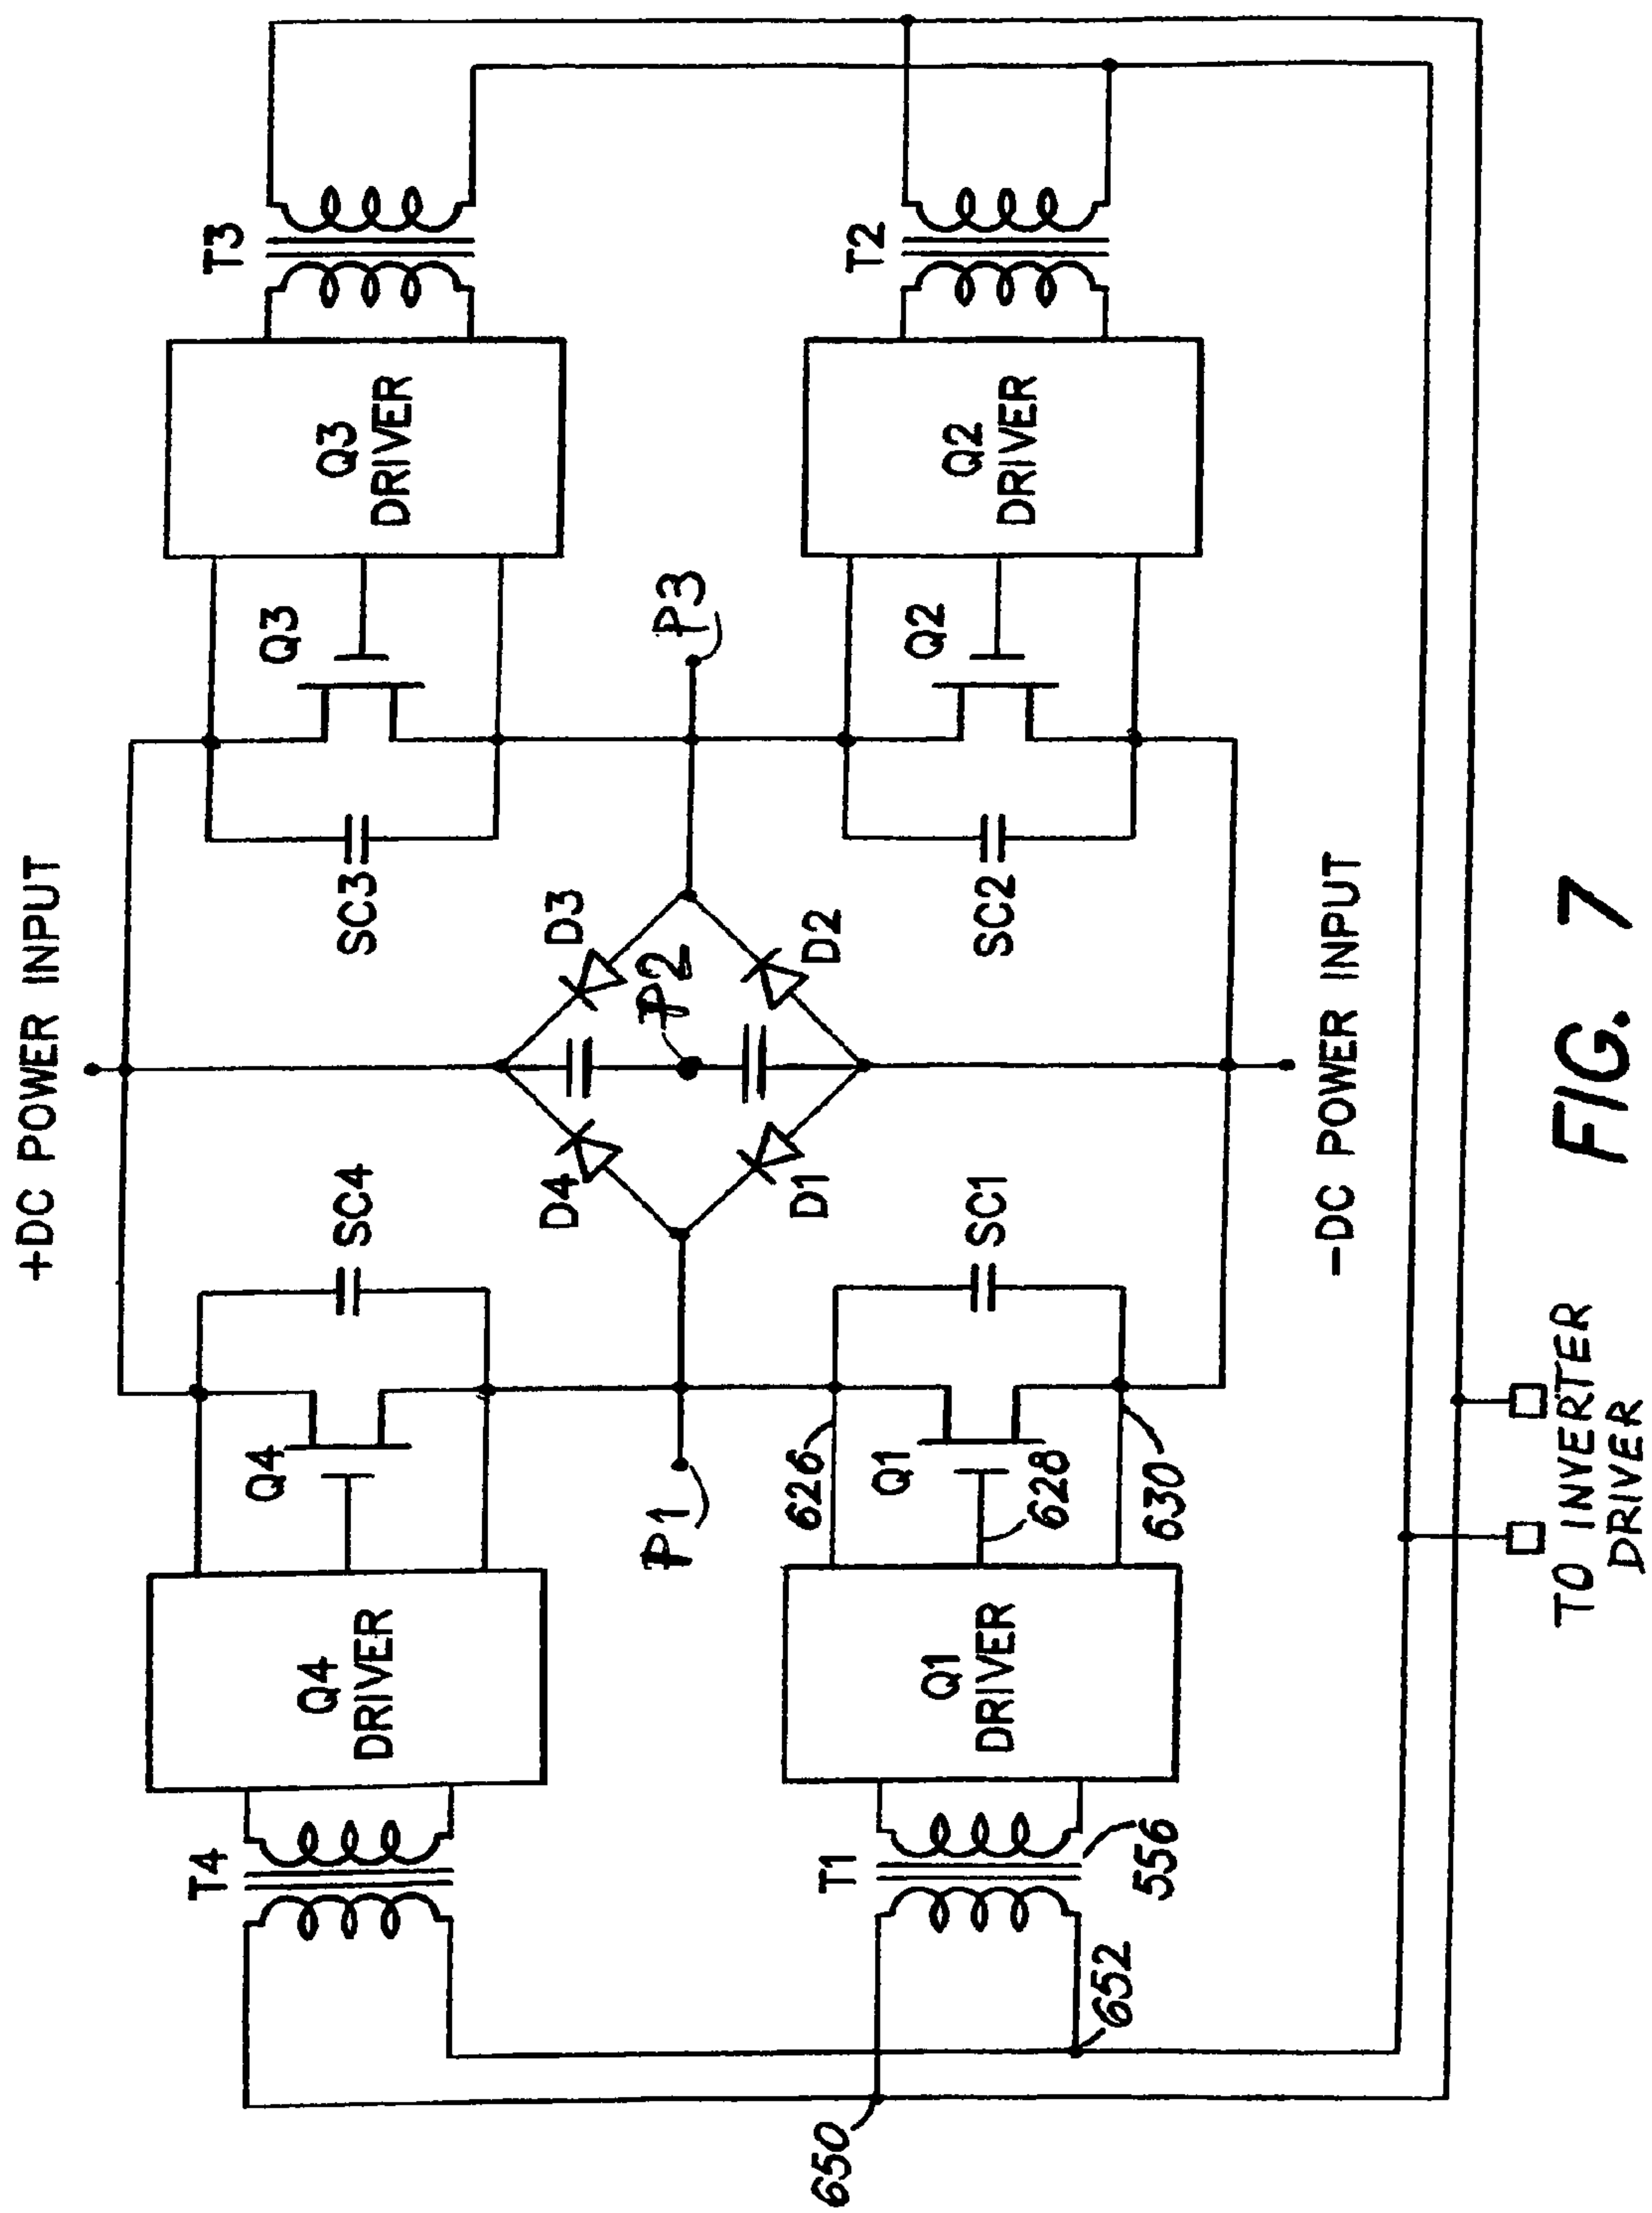 +DC POWER INPUT
T4
Q4
DRIVER
Q4
SC4
SC3
Q3
Q3
DRIVER
T3
D4
D3
P1
P2
P3
D1
D2
650
652
T1
556
Q1
DRIVER
626
Q1
628
630
SC1
SC2
Q2
Q2
DRIVER
T2
-DC POWER INPUT
TO INVERTER
DRIVER
FIG. 7